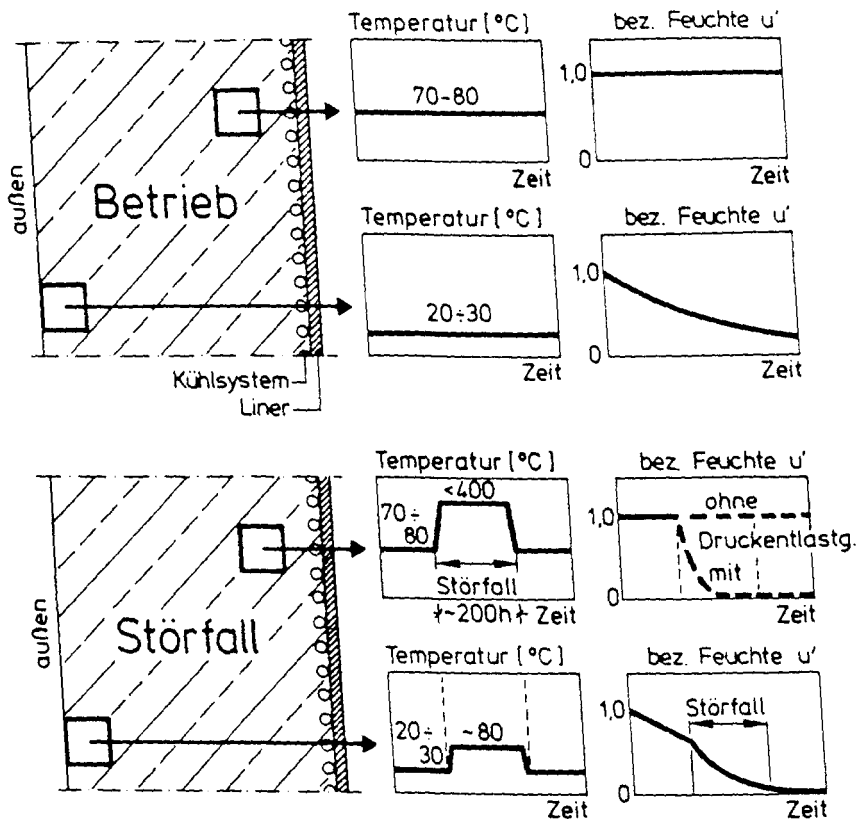 Temperatur [°C]
bez. Feuchte u'
70-80
1,0
0
Zeit
Zeit
außen
Betrieb
Temperatur [°C]
bez. Feuchte u'
20÷30
1,0
0
Zeit
Zeit
Kühlsystem
Liner
Temperatur [°C]
bez. Feuchte u'
<400
70÷
80
Störfall
~200h
Zeit
ohne
1,0
Druckentlastg.
mit
0
Zeit
außen
Störfall
Temperatur [°C]
bez. Feuchte u'
20÷
30
~80
Zeit
Störfall
1,0
0
Zeit